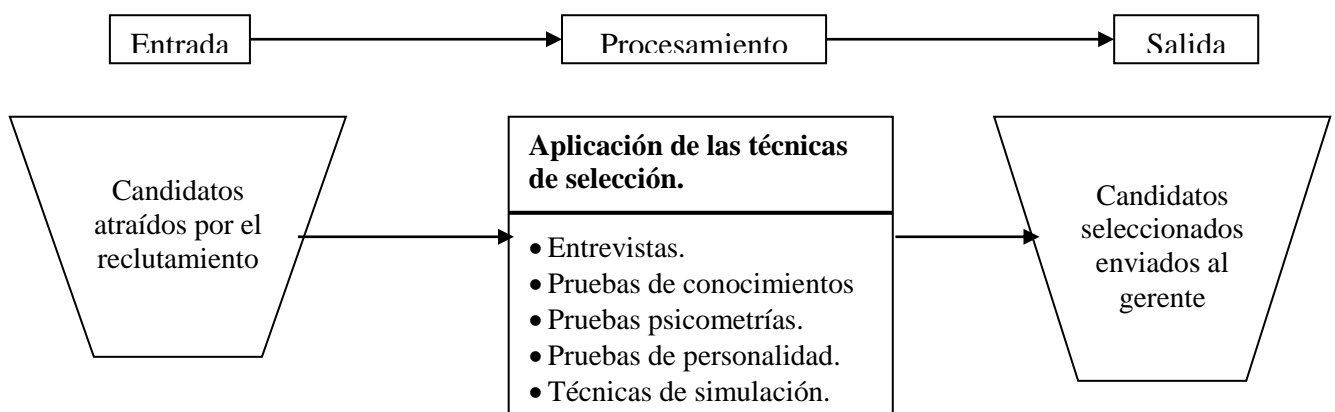 Entrada
Procesamiento
Salida
Candidatos
atraídos por el
reclutamiento
Aplicación de las técnicas
de selección.
• Entrevistas.
• Pruebas de conocimientos
• Pruebas psicometrías.
• Pruebas de personalidad.
• Técnicas de simulación.
Candidatos
seleccionados
enviados al
gerente